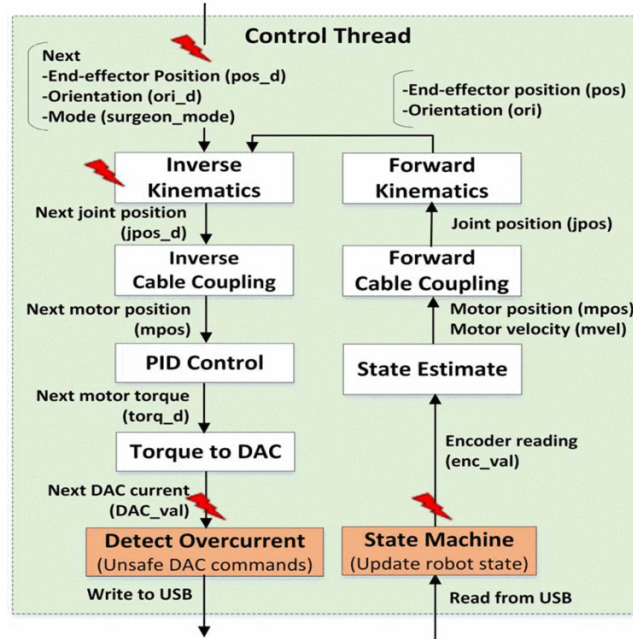 Control Thread
Next
-End-effector Position (pos_d)
-Orientation (ori_d)
-Mode (surgeon_mode)
-End-effector position (pos)
-Orientation (ori)
Inverse
Kinematics
Forward
Kinematics
Next joint position
(jpos_d)
Joint position (jpos)
Inverse
Cable Coupling
Forward
Cable Coupling
Next motor position
(mpos)
Motor position (mpos)
Motor velocity (mvel)
PID Control
State Estimate
Next motor torque
(torq_d)
Torque to DAC
Encoder reading
(enc_val)
Next DAC current
(DAC_val)
Detect Overcurrent
(Unsafe DAC commands)
State Machine
(Update robot state)
Write to USB
Read from USB